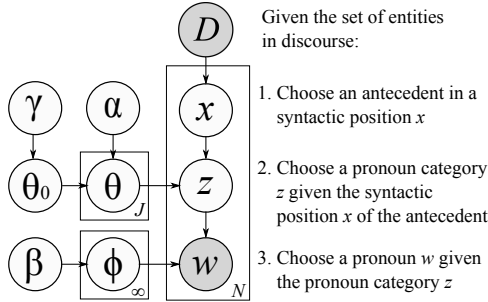 D
Given the set of entities
in discourse:
γ
α
x
1. Choose an antecedent in a
syntactic position x
θ0
θ
J
z
2. Choose a pronoun category
z given the syntactic
position x of the antecedent
β
ϕ
∞
w
N
3. Choose a pronoun w given
the pronoun category z